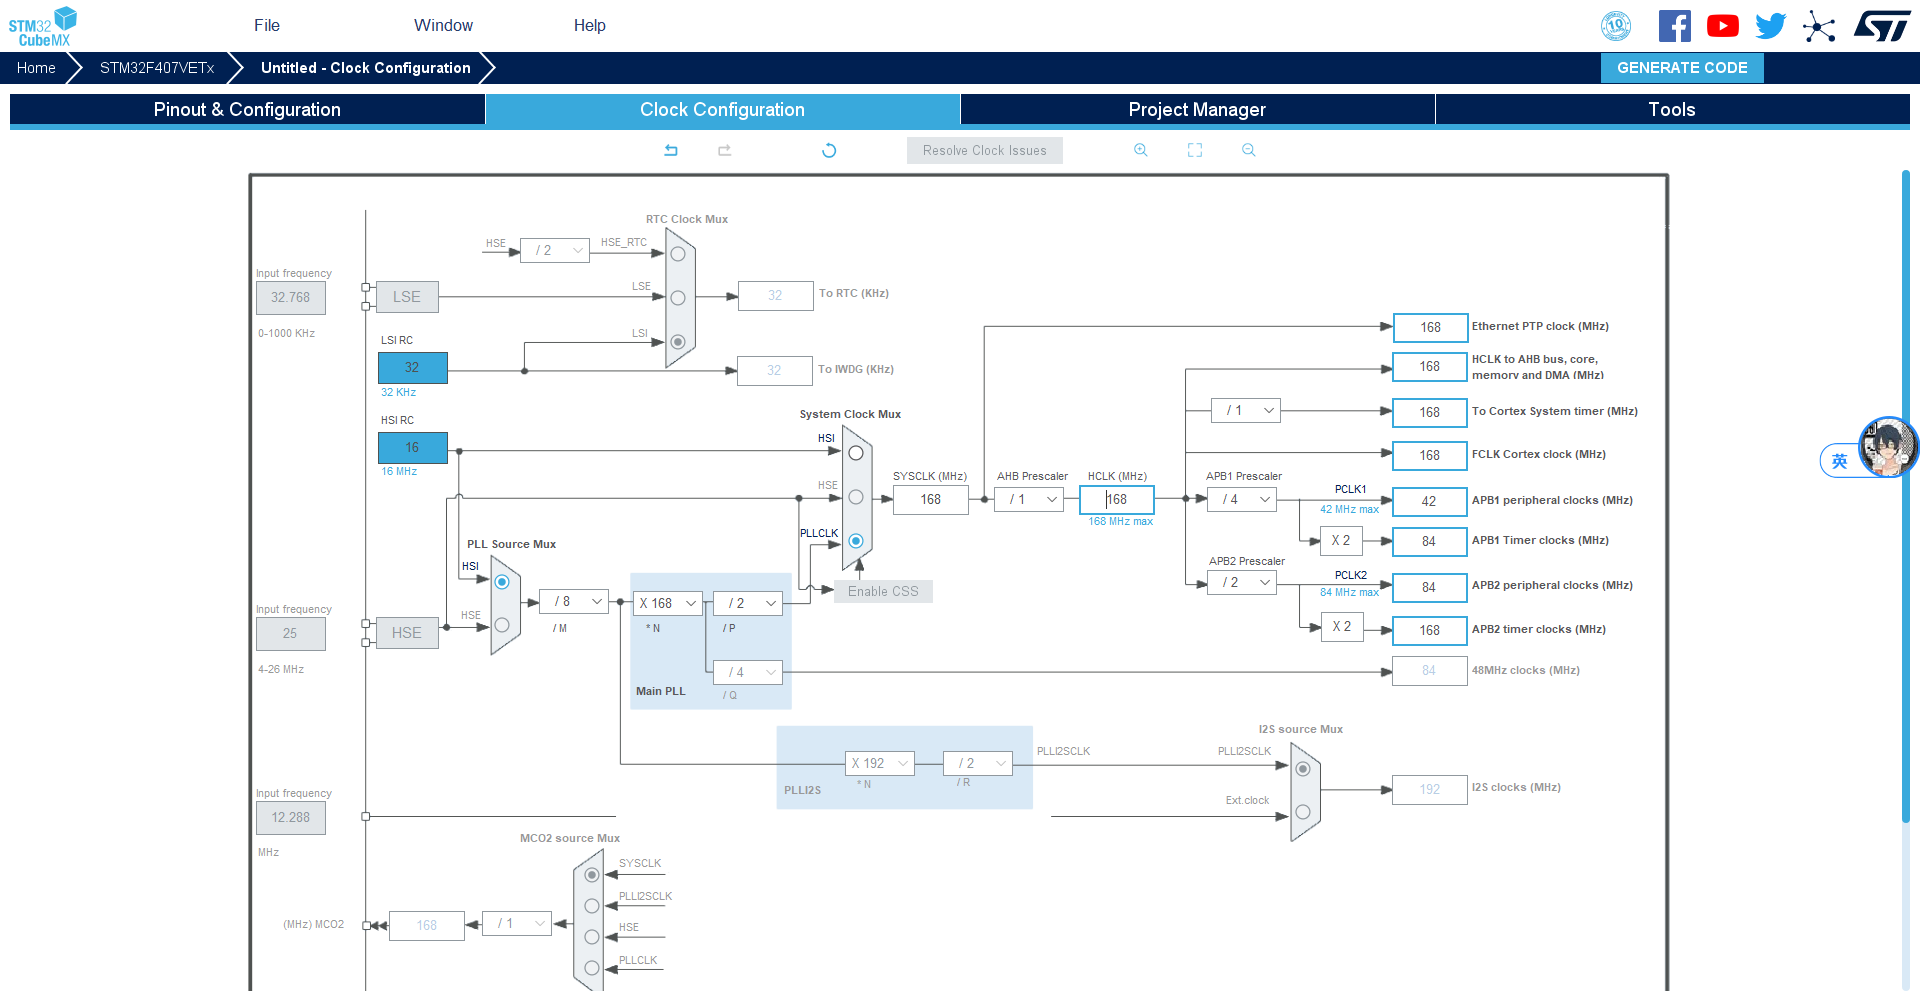 STM32
CubeMX
File
Window
Help
10
Home
STM32F407VETx
Untitled - Clock Configuration
GENERATE CODE
Pinout & Configuration
Clock Configuration
Project Manager
Tools
Resolve Clock Issues
RTC Clock Mux
HSE
/ 2
HSE_RTC
Input frequency
32.768
0-1000 KHz
LSE
LSE
32
To RTC (KHz)
LSI
LSI RC
32
32 KHz
32
To IWDG (KHz)
168
Ethernet PTP clock (MHz)
168
HCLK to AHB bus, core,
memory and DMA (MHz)
/ 1
168
To Cortex System timer (MHz)
168
FCLK Cortex clock (MHz)
英
System Clock Mux
HSI RC
16
16 MHz
HSI
HSE
PLLCLK
SYSCLK (MHz)
168
AHB Prescaler
/ 1
HCLK (MHz)
168
168 MHz max
APB1 Prescaler
/ 4
PCLK1
42 MHz max
42
APB1 peripheral clocks (MHz)
X 2
84
APB1 Timer clocks (MHz)
APB2 Prescaler
/ 2
PCLK2
84 MHz max
84
APB2 peripheral clocks (MHz)
X 2
168
APB2 timer clocks (MHz)
84
48MHz clocks (MHz)
PLL Source Mux
HSI
HSE
Input frequency
25
4-26 MHz
HSE
/ 8
/ M
X 168
* N
/ 2
/ P
/ 4
/ Q
Main PLL
Enable CSS
PLLI2S
X 192
* N
/ 2
/ R
PLLI2SCLK
I2S source Mux
PLLI2SCLK
Ext.clock
192
I2S clocks (MHz)
Input frequency
12.288
MHz
MCO2 source Mux
SYSCLK
PLLI2SCLK
HSE
PLLCLK
(MHz) MCO2
168
/ 1